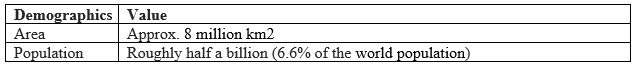 Demographics Value
Area Approx. 8 million km2
Population Roughly half a billion (6.6% of the world population)